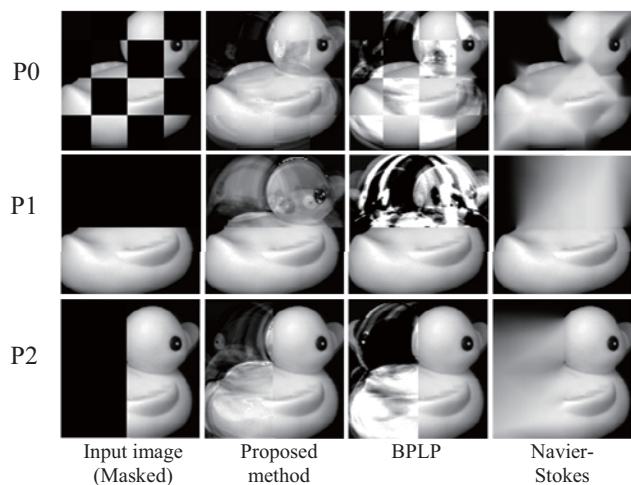 P0
P1
P2
Input image
(Masked)
Proposed
method
BPLP
Navier-
Stokes